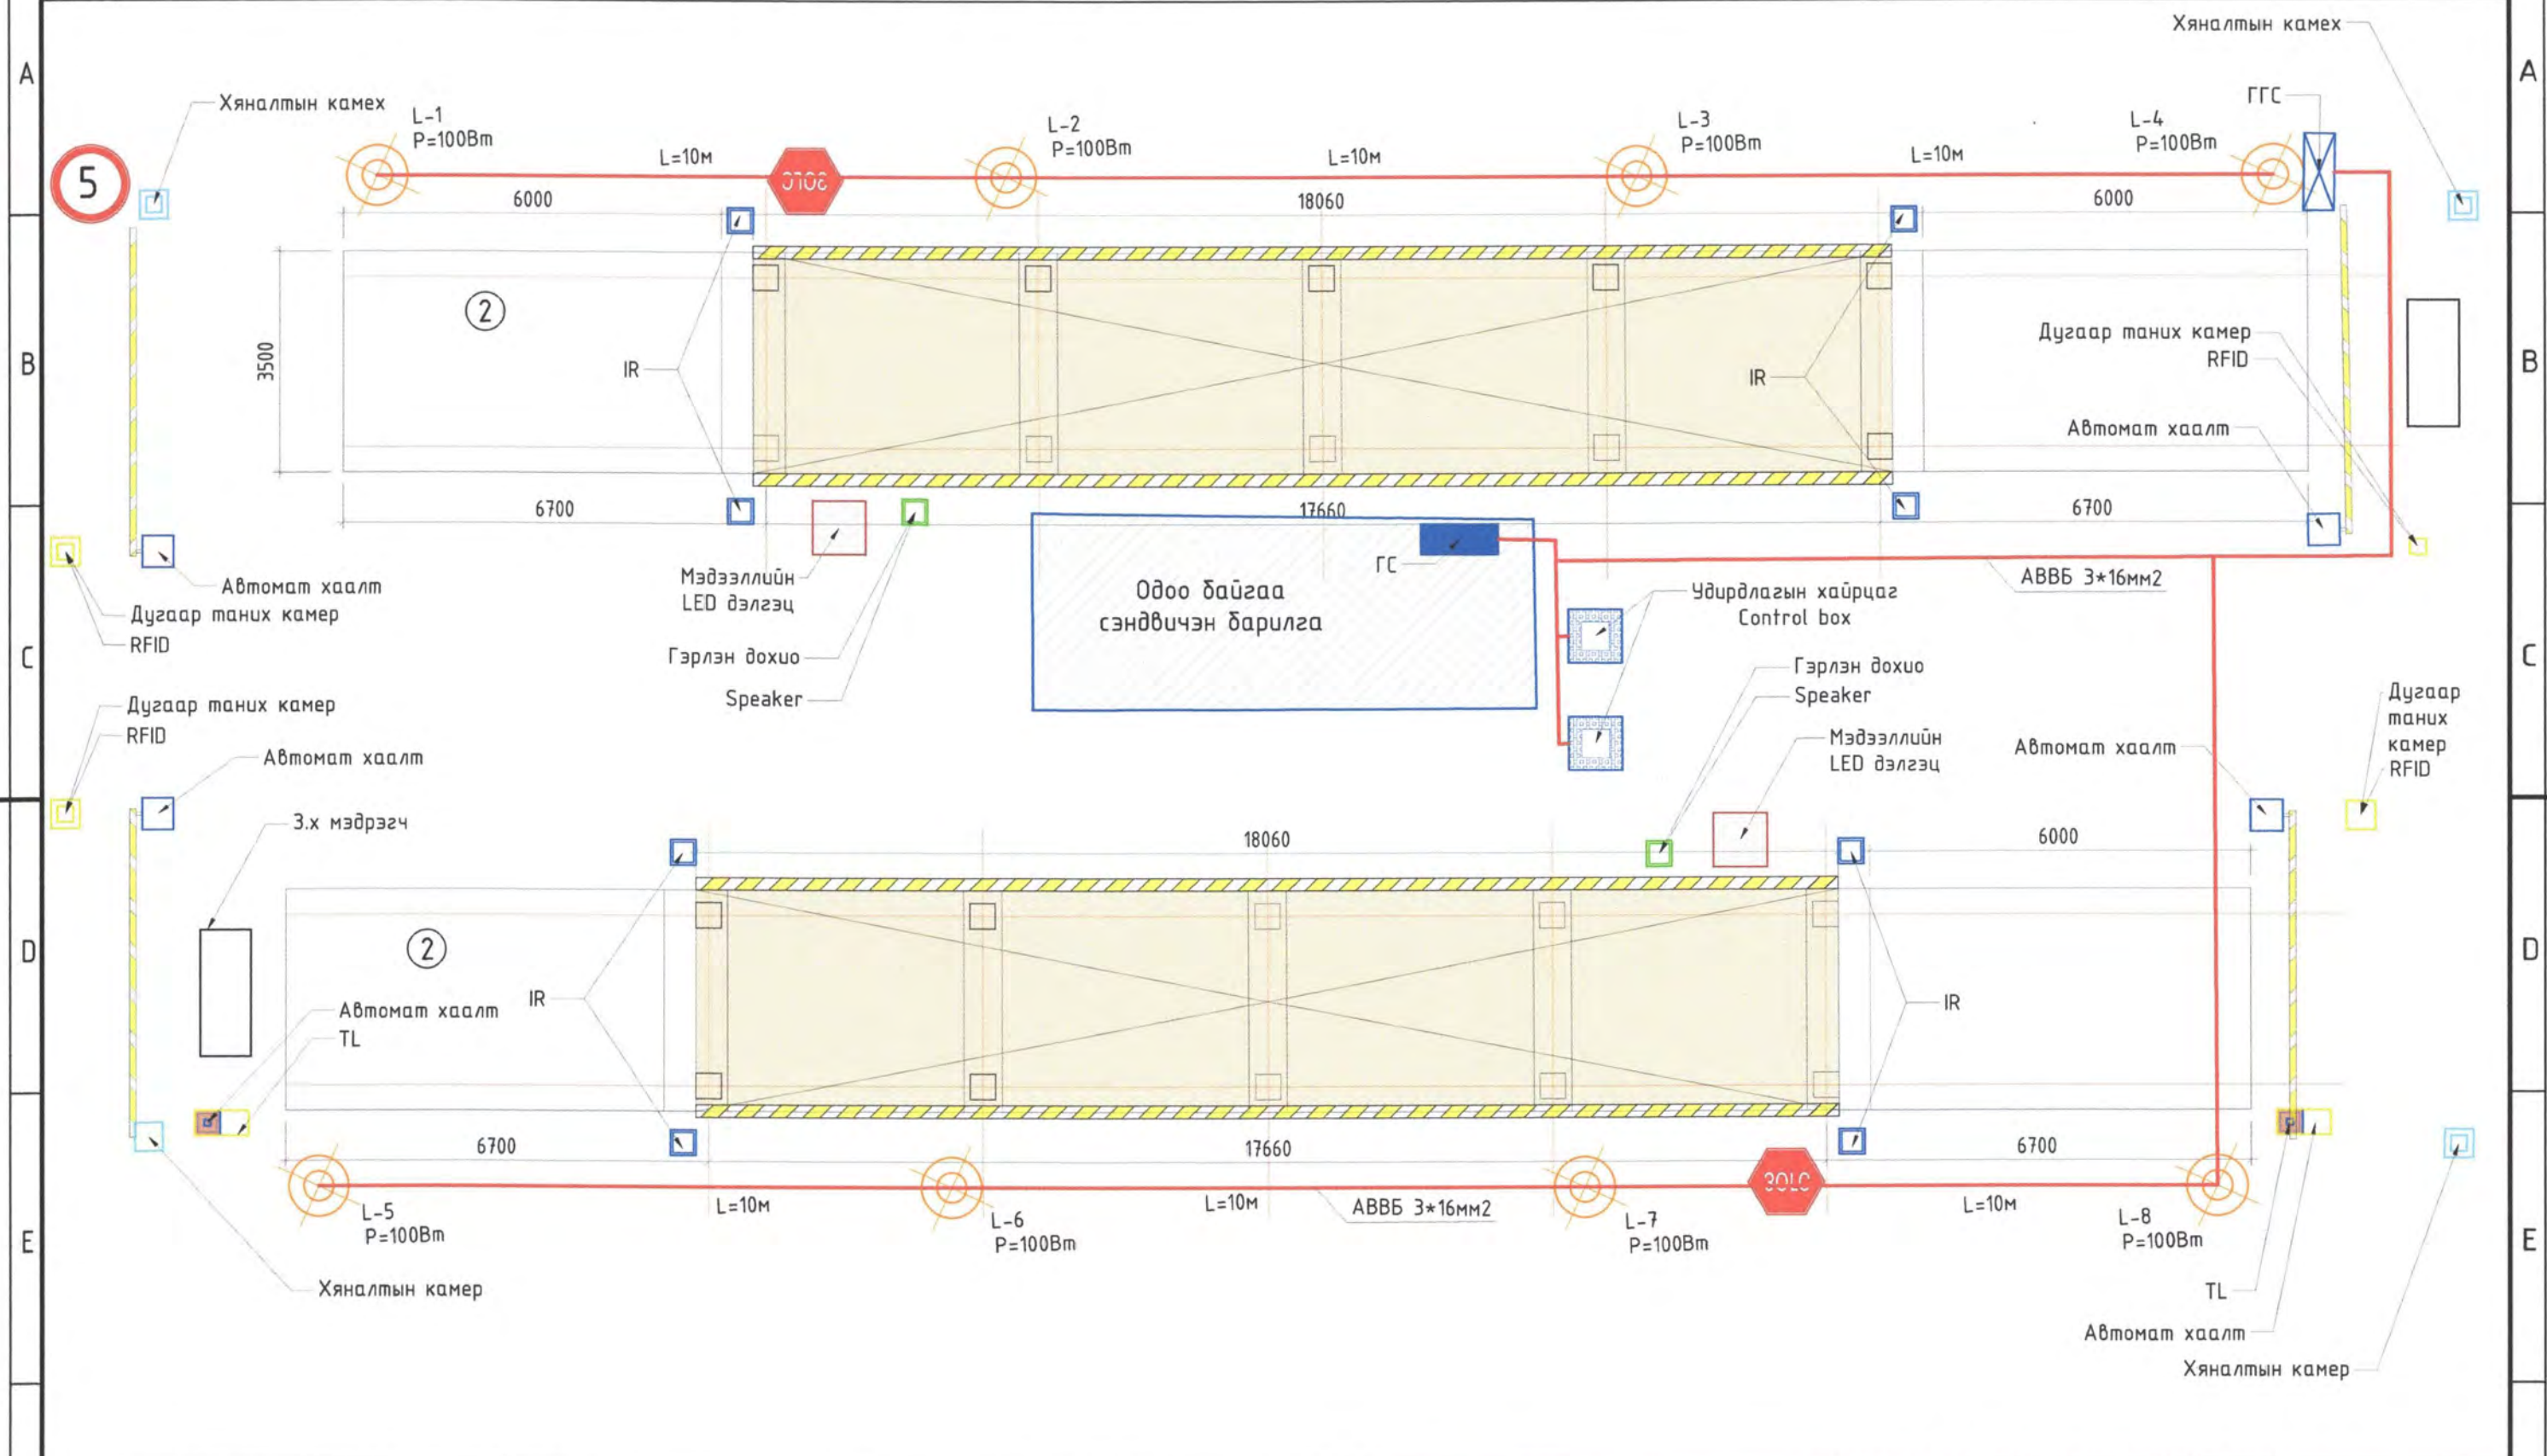 A
A
Хяналтын камех
Хяналтын камех
ГГС
L-1
P=100Вт
L-2
P=100Вт
L-3
P=100Вт
L-4
P=100Вт
L=10м
L=10м
L=10м
5
6000
18060
6000
2
3500
B
B
IR
IR
Дугаар таних камер
RFID
Автомат хаалт
6700
17660
6700
Автомат хаалт
Дугаар таних камер
RFID
Мэдээллийн
LED дэлгэц
Гэрлэн дохио
Speaker
Одоо байгаа
сэндвичэн барилга
ГС
АВВБ 3*16мм2
Удирдлагын хайрцаг
Control box
C
C
Гэрлэн дохио
Speaker
Мэдээллийн
LED дэлгэц
Автомат хаалт
Дугаар
таних
камер
RFID
Дугаар таних камер
RFID
Автомат хаалт
З.х мэдрэгч
18060
6000
2
D
D
IR
IR
Автомат хаалт
TL
6700
17660
6700
L=10м
L=10м
АВВБ 3*16мм2
L=10м
L-5
P=100Вт
L-6
P=100Вт
L-7
P=100Вт
L-8
P=100Вт
E
E
Хяналтын камер
TL
Автомат хаалт
Хяналтын камер